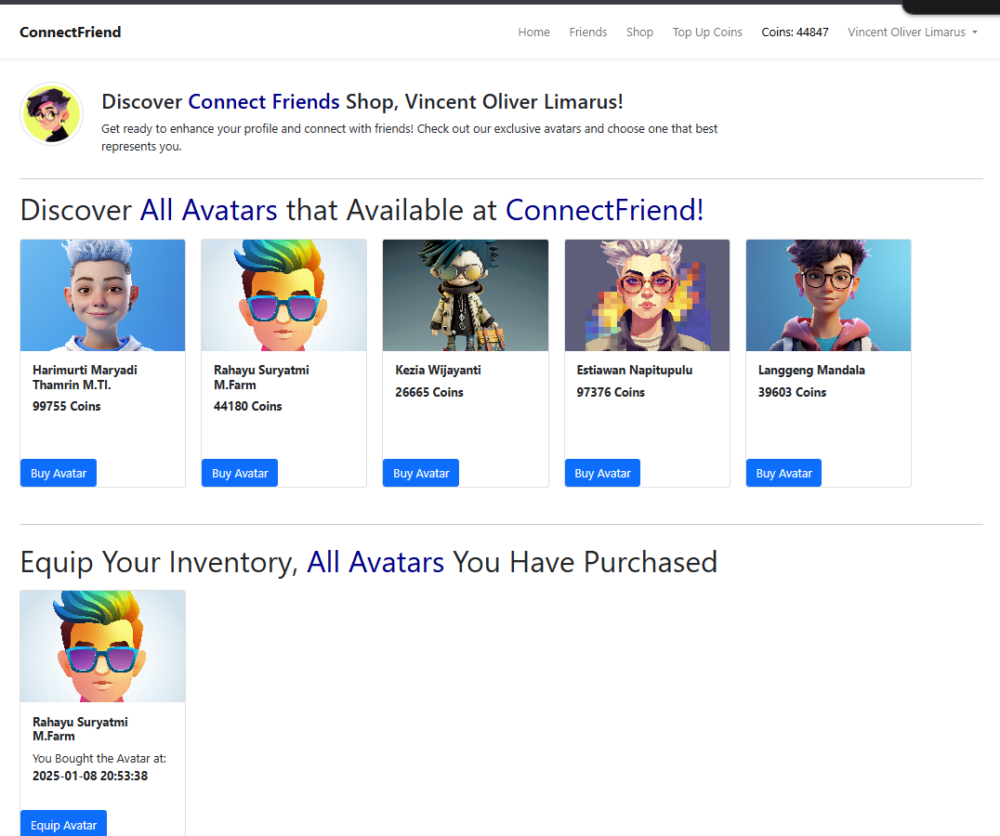 ConnectFriend
Home Friends Shop Top Up Coins Coins: 44847 Vincent Oliver Limarus
Discover Connect Friends Shop, Vincent Oliver Limarus!
Get ready to enhance your profile and connect with friends! Check out our exclusive avatars and choose one that best
represents you.
Discover All Avatars that Available at ConnectFriend!
Harimurti Maryadi
Thamrin M.TI.
99755 Coins
Buy Avatar
Rahayu Suryatmi
M.Farm
44180 Coins
Buy Avatar
Kezia Wijayanti
26665 Coins
Buy Avatar
Estiawan Napitupulu
97376 Coins
Buy Avatar
Langgeng Mandala
39603 Coins
Buy Avatar
Equip Your Inventory, All Avatars You Have Purchased
Rahayu Suryatmi
M.Farm
You Bought the Avatar at:
2025-01-08 20:53:38
Equip Avatar